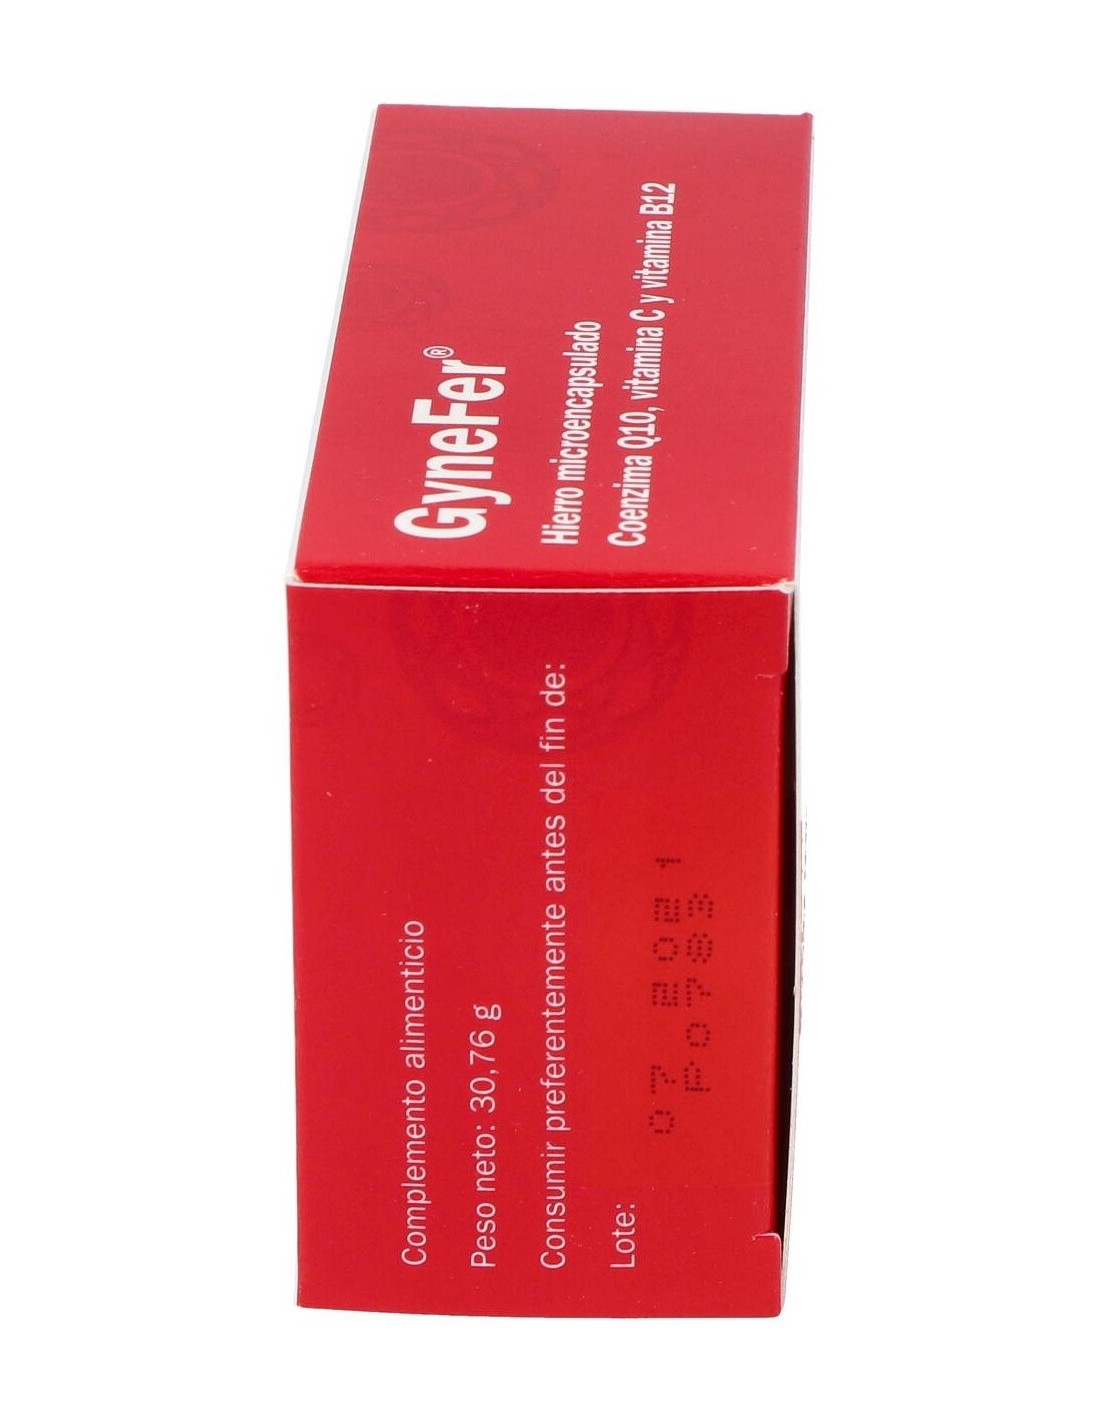 GyneFer®
Hierro microencapsulado
Coenzima Q10, vitamina C y vitamina B12
Complemento alimenticio
Peso neto: 30,76 g
Consumir preferentemente antes del fin de:
Lote: